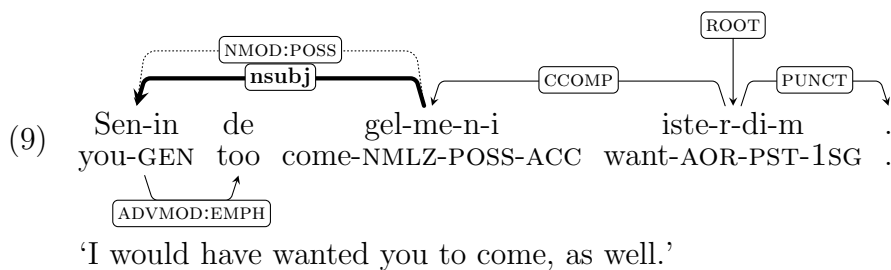 ROOT
NMOD:POSS
nsubj
CCOMP
PUNCT
(9) Sen-in de gel-me-n-i iste-r-di-m .
you-GEN too come-NMLZ-POSS-ACC want-AOR-PST-1SG .
ADVMOD:EMPH
‘I would have wanted you to come, as well.’